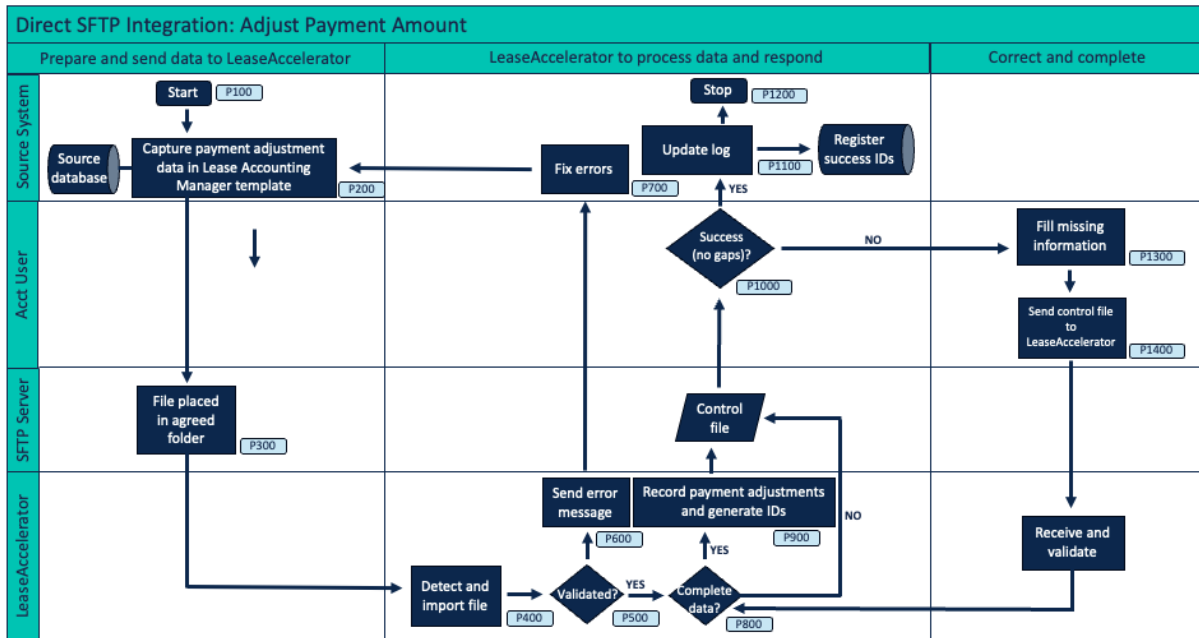 Direct SFTP Integration: Adjust Payment Amount
Prepare and send data to LeaseAccelerator
LeaseAccelerator to process data and respond
Correct and complete
Source System
Start
P100
Source
database
Capture payment adjustment
data in Lease Accounting
Manager template
P200
Fix errors
P700
Stop
P1200
Update log
P1100
Register
success IDs
YES
Acct User
Success
(no gaps)?
P1000
NO
Fill missing
information
P1300
Send control file
to
LeaseAccelerator
P1400
SFTP Server
File placed
in agreed
folder
P300
Control
file
LeaseAccelerator
Send error
message
P600
Record payment adjustments
and generate IDs
P900
NO
Detect and
import file
P400
Validated?
P500
YES
Complete
data?
P800
YES
Receive and
validate